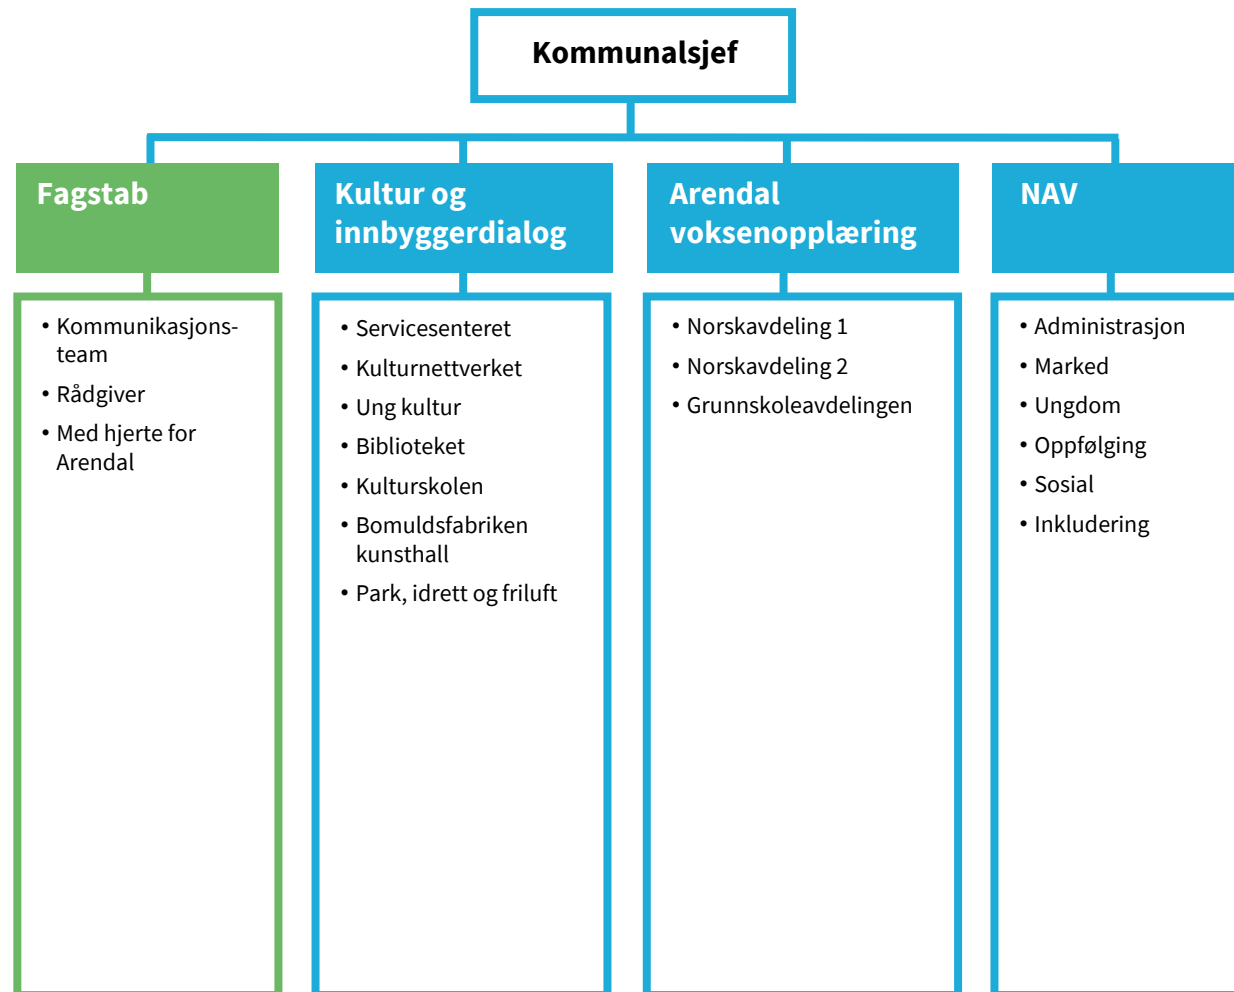 Kommunalsjef
Fagstab
• Kommunikasjons-
team
• Rådgiver
• Med hjerte for
Arendal
Kultur og
innbyggerdialog
• Servicesenteret
• Kulturnettverket
• Ung kultur
• Biblioteket
• Kulturskolen
• Bomuldsfabriken
kunsthall
• Park, idrett og friluft
Arendal
voksenopplæring
• Norskavdeling 1
• Norskavdeling 2
• Grunnskoleavdelingen
NAV
• Administrasjon
• Marked
• Ungdom
• Oppfølging
• Sosial
• Inkludering